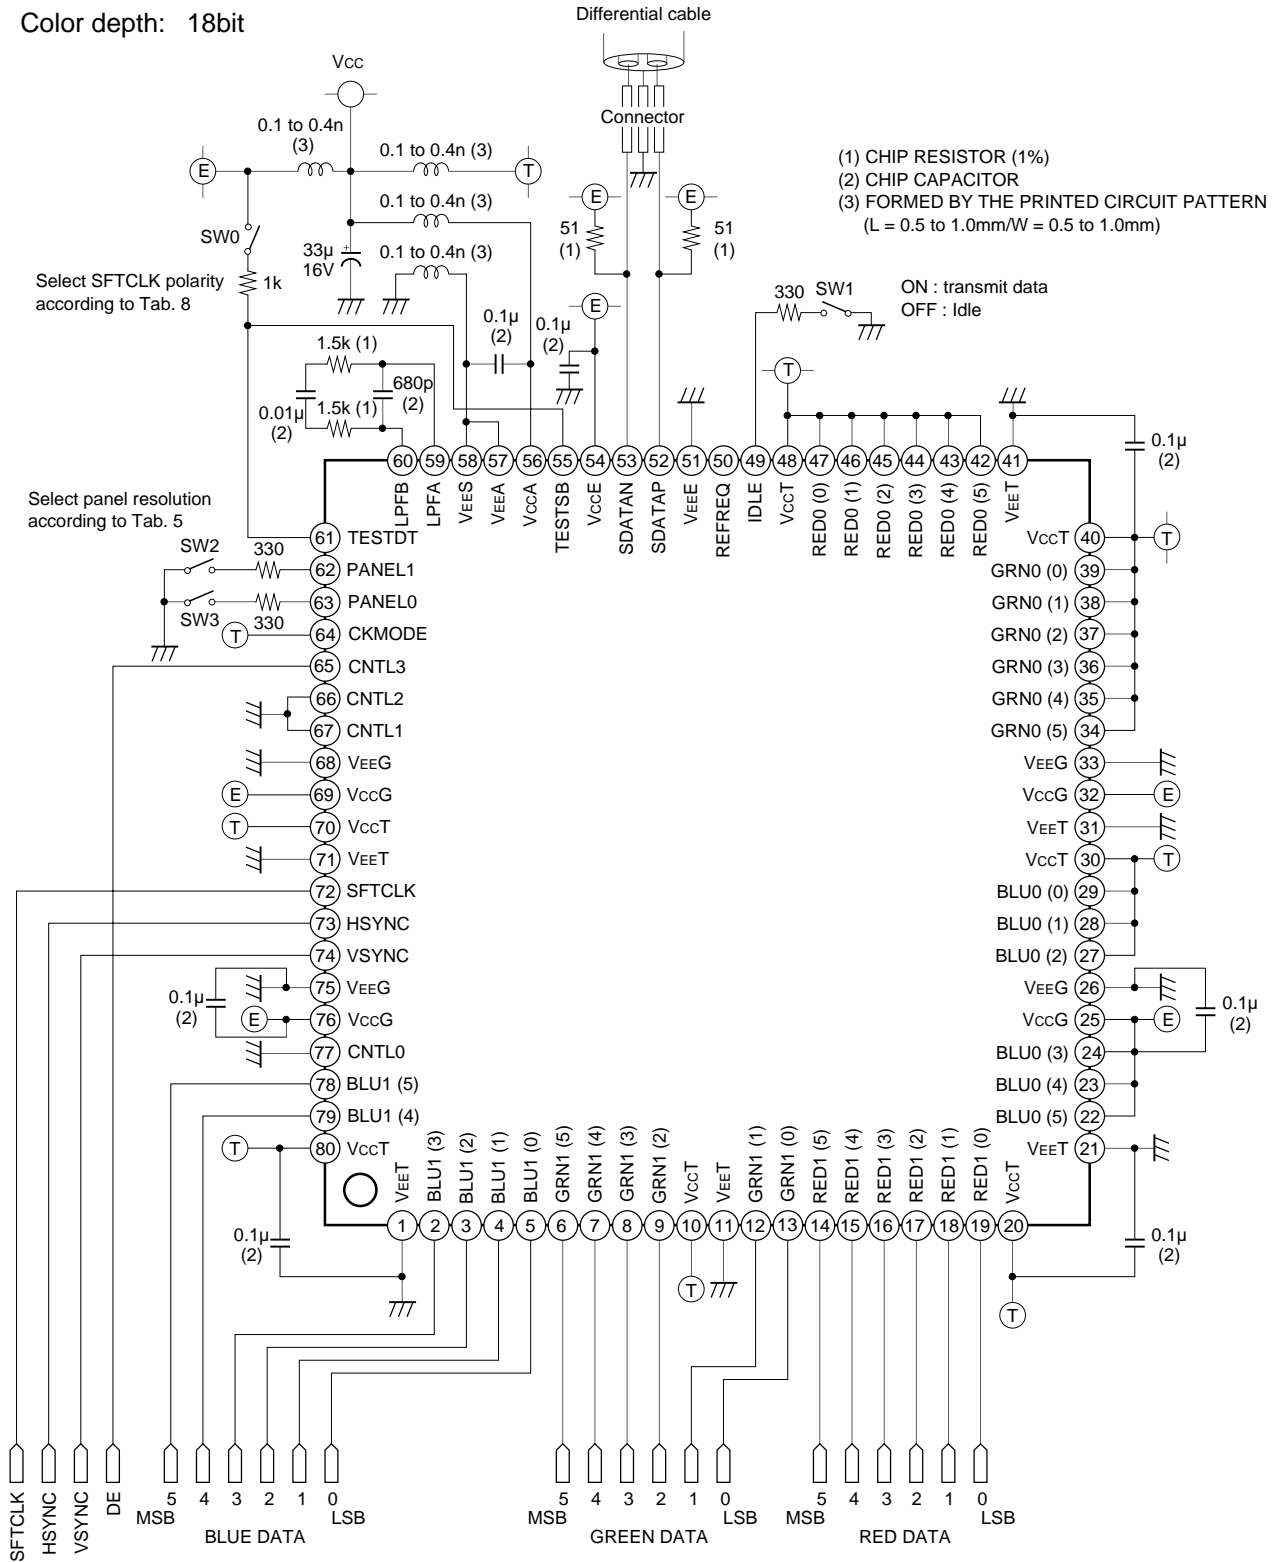 Color depth: 18bit
Differential cable
Vcc
0.1 to 0.4n
(3)
0.1 to 0.4n (3)
Connector
E
T
(1) CHIP RESISTOR (1%)
(2) CHIP CAPACITOR
(3) FORMED BY THE PRINTED CIRCUIT PATTERN
(L = 0.5 to 1.0mm/W = 0.5 to 1.0mm)
0.1 to 0.4n (3)
E
E
SW0
33µ
16V
+
0.1 to 0.4n (3)
51
(1)
51
(1)
Select SFTCLK polarity
according to Tab. 8
1k
E
330
SW1
ON : transmit data
OFF : Idle
0.1µ
(2)
0.1µ
(2)
1.5k (1)
680p
(2)
0.01µ
(2)
1.5k (1)
T
0.1µ
(2)
60 59 58 57 56 55 54 53 52 51 50 49 48 47 46 45 44 43 42 41
LPFB
LPFA
VEES
VEEA
VCCA
TESTSB
VCCE
SDATAN
SDATAP
VEEE
REFREQ
IDLE
VCCT
RED0 (0)
RED0 (1)
RED0 (2)
RED0 (3)
RED0 (4)
RED0 (5)
VEET
Select panel resolution
according to Tab. 5
61 TESTDT
SW2
330
62 PANEL1
63 PANEL0
SW3
330
T
64 CKMODE
65 CNTL3
66 CNTL2
67 CNTL1
68 VEEG
E
69 VCCG
T
70 VCCT
71 VEET
72 SFTCLK
73 HSYNC
74 VSYNC
75 VEEG
0.1µ
(2)
E
76 VCCG
77 CNTL0
78 BLU1 (5)
79 BLU1 (4)
T
80 VCCT
VCCT 40
T
GRN0 (0) 39
GRN0 (1) 38
GRN0 (2) 37
GRN0 (3) 36
GRN0 (4) 35
GRN0 (5) 34
VEEG 33
VCCG 32
E
VEET 31
VCCT 30
T
BLU0 (0) 29
BLU0 (1) 28
BLU0 (2) 27
VEEG 26
VCCG 25
E
0.1µ
(2)
BLU0 (3) 24
BLU0 (4) 23
BLU0 (5) 22
VEET 21
VEET
BLU1 (3)
BLU1 (2)
BLU1 (1)
BLU1 (0)
GRN1 (5)
GRN1 (4)
GRN1 (3)
GRN1 (2)
VCCT
VEET
GRN1 (1)
GRN1 (0)
RED1 (5)
RED1 (4)
RED1 (3)
RED1 (2)
RED1 (1)
RED1 (0)
VCCT
1 2 3 4 5 6 7 8 9 10 11 12 13 14 15 16 17 18 19 20
0.1µ
(2)
0.1µ
(2)
T
T
SFTCLK
HSYNC
VSYNC
DE
5 4 3 2 1 0
MSB
LSB
BLUE DATA
5 4 3 2 1 0
MSB
LSB
GREEN DATA
5 4 3 2 1 0
MSB
LSB
RED DATA